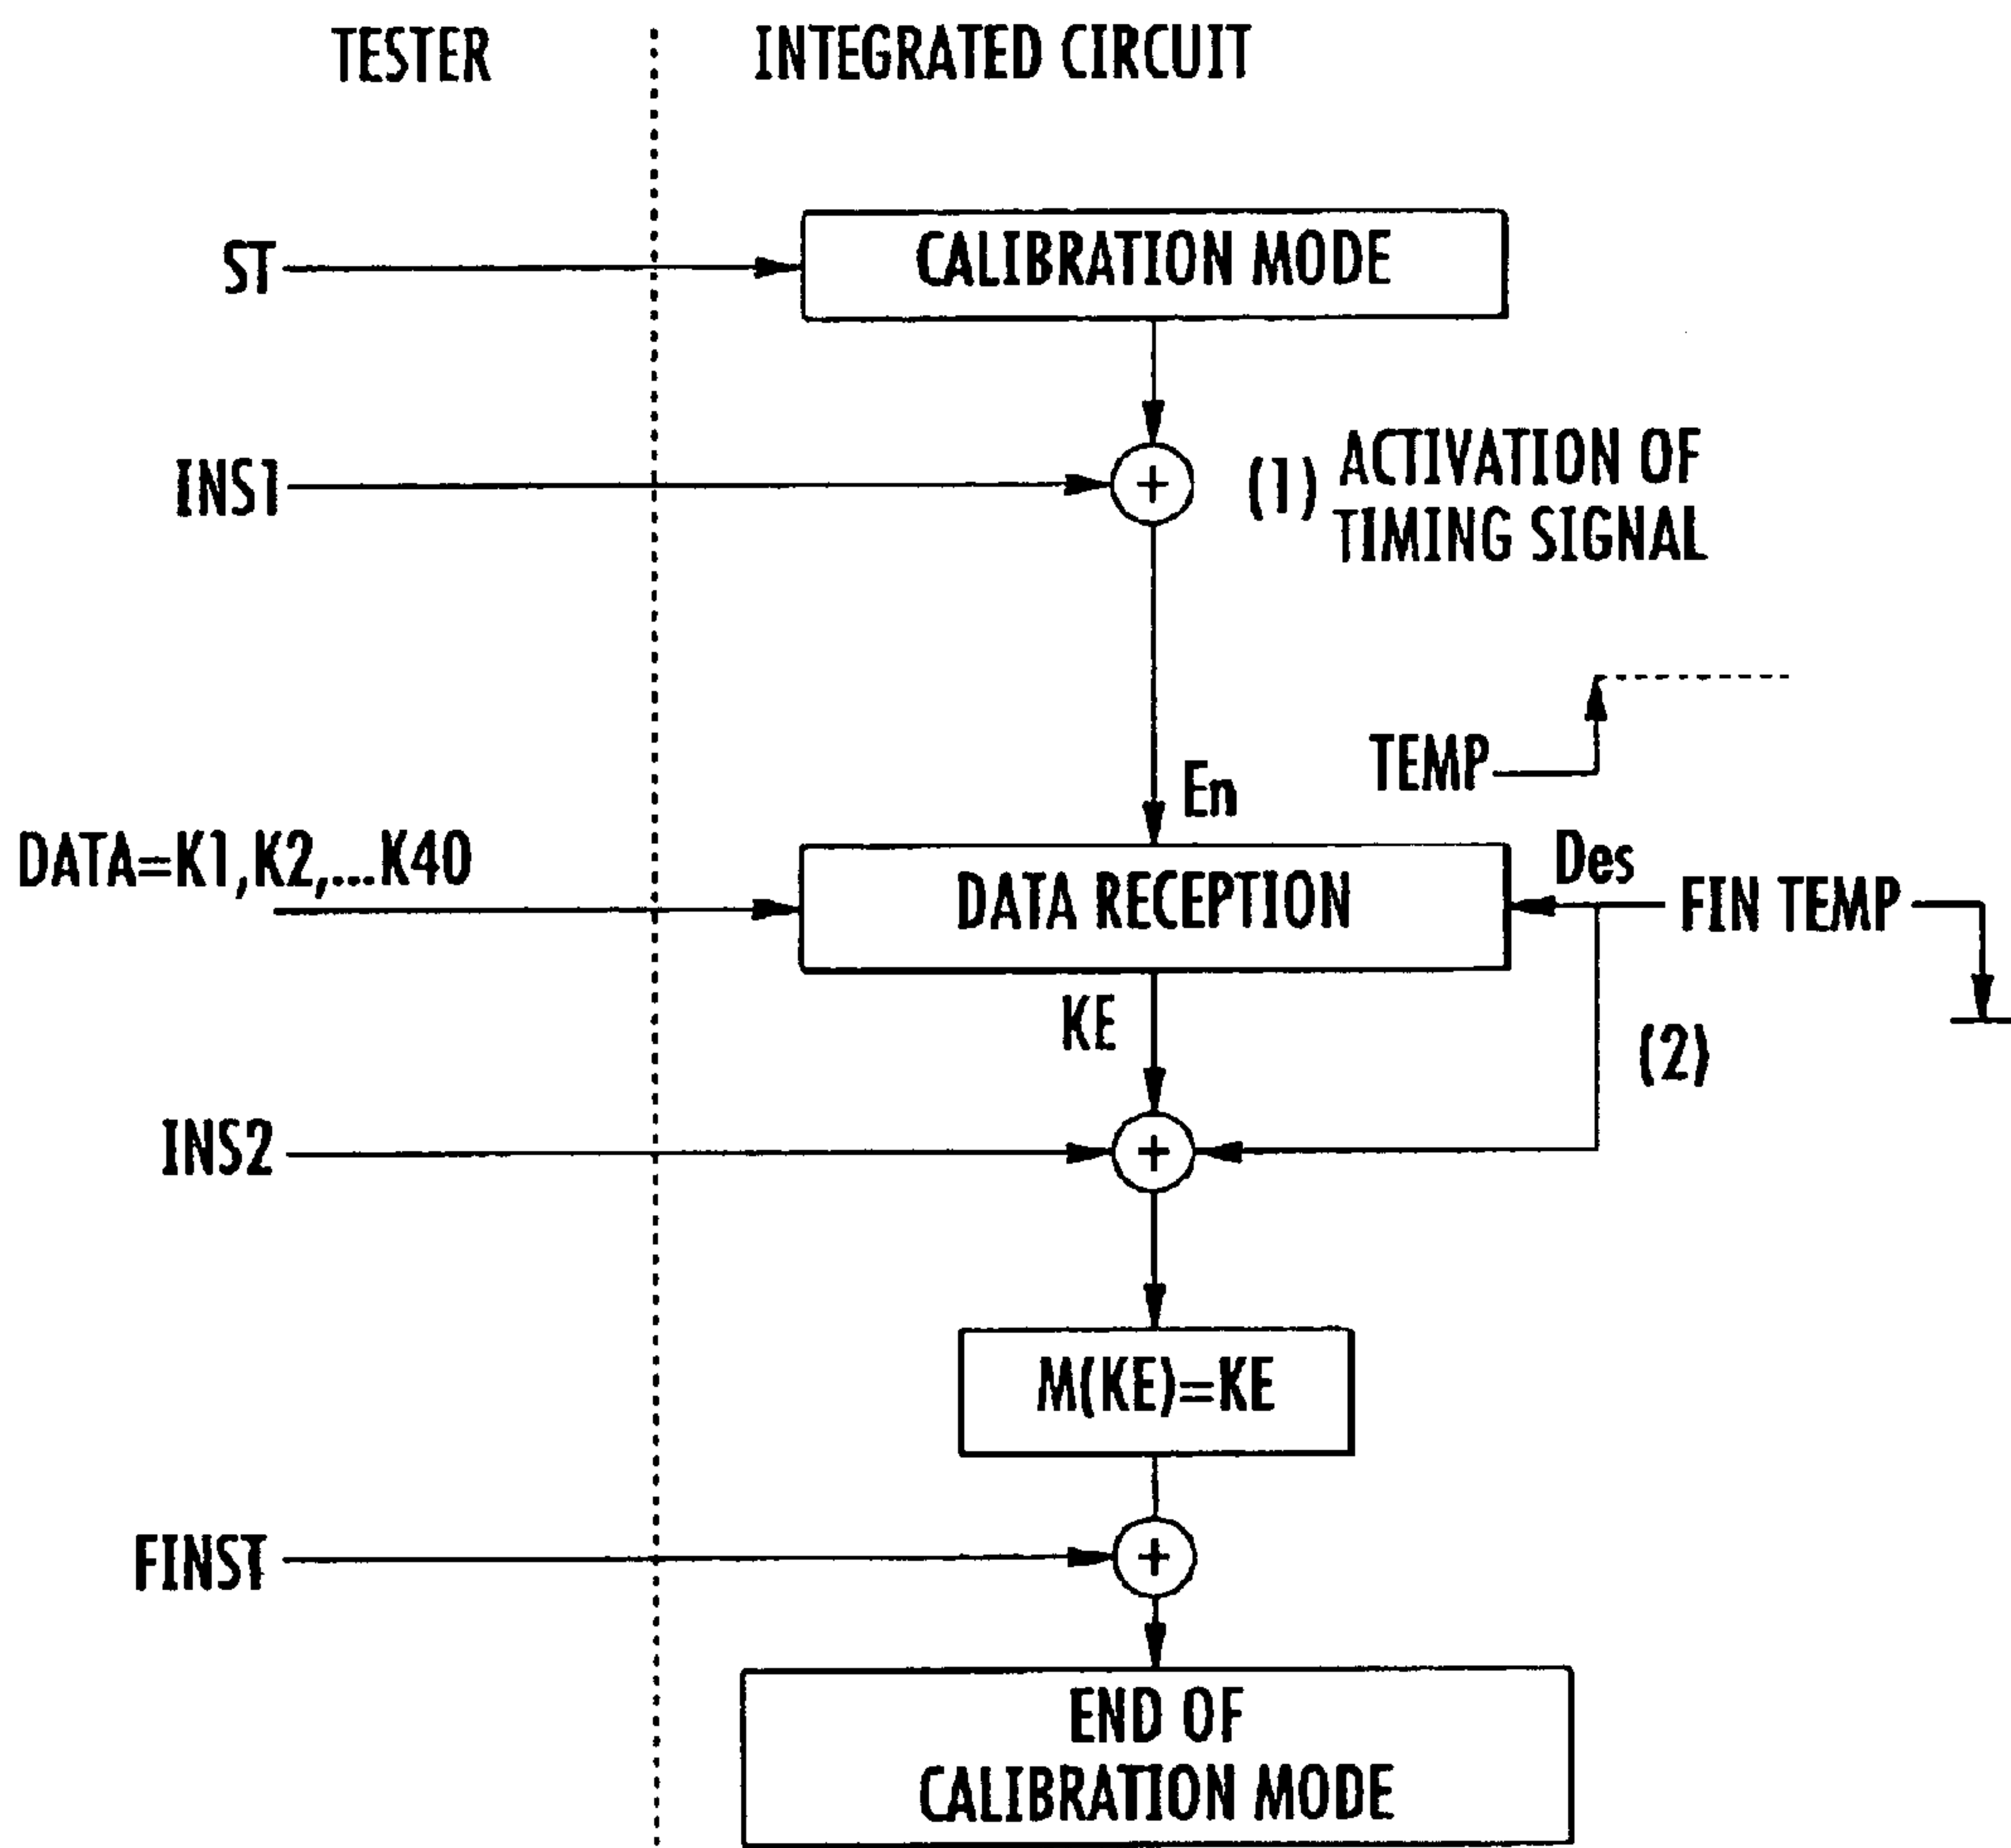 TESTER
INTEGRATED CIRCUIT
ST
CALIBRATION MODE
INS1
+
(1)
ACTIVATION OF
TIMING SIGNAL
TEMP
En
DATA=K1,K2,...K40
DATA RECEPTION
Des
FIN TEMP
KE
(2)
INS2
+
M(KE)=KE
FINST
+
END OF
CALIBRATION MODE